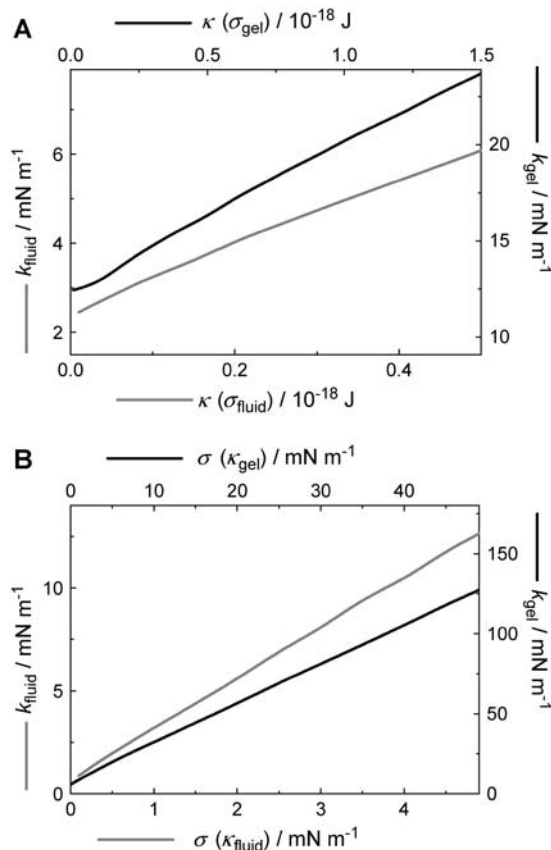 A
κ (σgel) / 10-18 J
0.0 0.5 1.0 1.5
kfluid / mN m-1
6
4
2
kgel / mN m-1
20
15
10
0.0 0.2 0.4
κ (σfluid) / 10-18 J
B
σ (κgel) / mN m-1
0 10 20 30 40
kfluid / mN m-1
10
5
0
kgel / mN m-1
150
100
50
0
0 1 2 3 4
σ (κfluid) / mN m-1